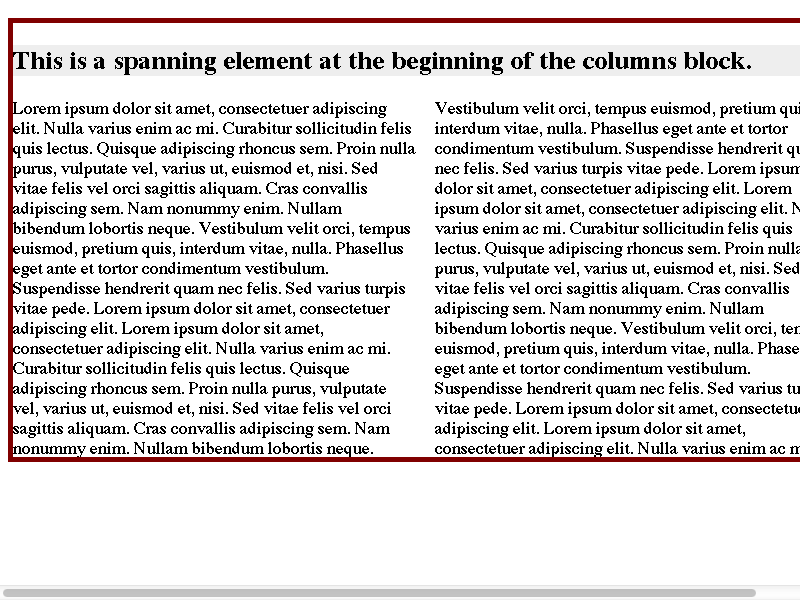 This is a spanning element at the beginning of the columns block.
Lorem ipsum dolor sit amet, consectetuer adipiscing
elit. Nulla varius enim ac mi. Curabitur sollicitudin felis
quis lectus. Quisque adipiscing rhoncus sem. Proin nulla
purus, vulputate vel, varius ut, euismod et, nisi. Sed
vitae felis vel orci sagittis aliquam. Cras convallis
adipiscing sem. Nam nonummy enim. Nullam
bibendum lobortis neque. Vestibulum velit orci, tempus
euismod, pretium quis, interdum vitae, nulla. Phasellus
eget ante et tortor condimentum vestibulum.
Suspendisse hendrerit quam nec felis. Sed varius turpis
vitae pede. Lorem ipsum dolor sit amet, consectetuer
adipiscing elit. Lorem ipsum dolor sit amet,
consectetuer adipiscing elit. Nulla varius enim ac mi.
Curabitur sollicitudin felis quis lectus. Quisque
adipiscing rhoncus sem. Proin nulla purus, vulputate
vel, varius ut, euismod et, nisi. Sed vitae felis vel orci
sagittis aliquam. Cras convallis adipiscing sem. Nam
nonummy enim. Nullam bibendum lobortis neque.
Vestibulum velit orci, tempus euismod, pretium
interdum vitae, nulla. Phasellus eget ante et tortor
condimentum vestibulum. Suspendisse hendrerit
nec felis. Sed varius turpis vitae pede. Lorem ipsum
dolor sit amet, consectetuer adipiscing elit. Lorem
ipsum dolor sit amet, consectetuer adipiscing elit.
varius enim ac mi. Curabitur sollicitudin felis quis
lectus. Quisque adipiscing rhoncus sem. Proin nulla
purus, vulputate vel, varius ut, euismod et, nisi. Sed
vitae felis vel orci sagittis aliquam. Cras convallis
adipiscing sem. Nam nonummy enim. Nullam
bibendum lobortis neque. Vestibulum velit orci,
euismod, pretium quis, interdum vitae, nulla.
eget ante et tortor condimentum vestibulum.
Suspendisse hendrerit quam nec felis. Sed varius
vitae pede. Lorem ipsum dolor sit amet,
adipiscing elit. Lorem ipsum dolor sit amet,
consectetuer adipiscing elit. Nulla varius enim ac